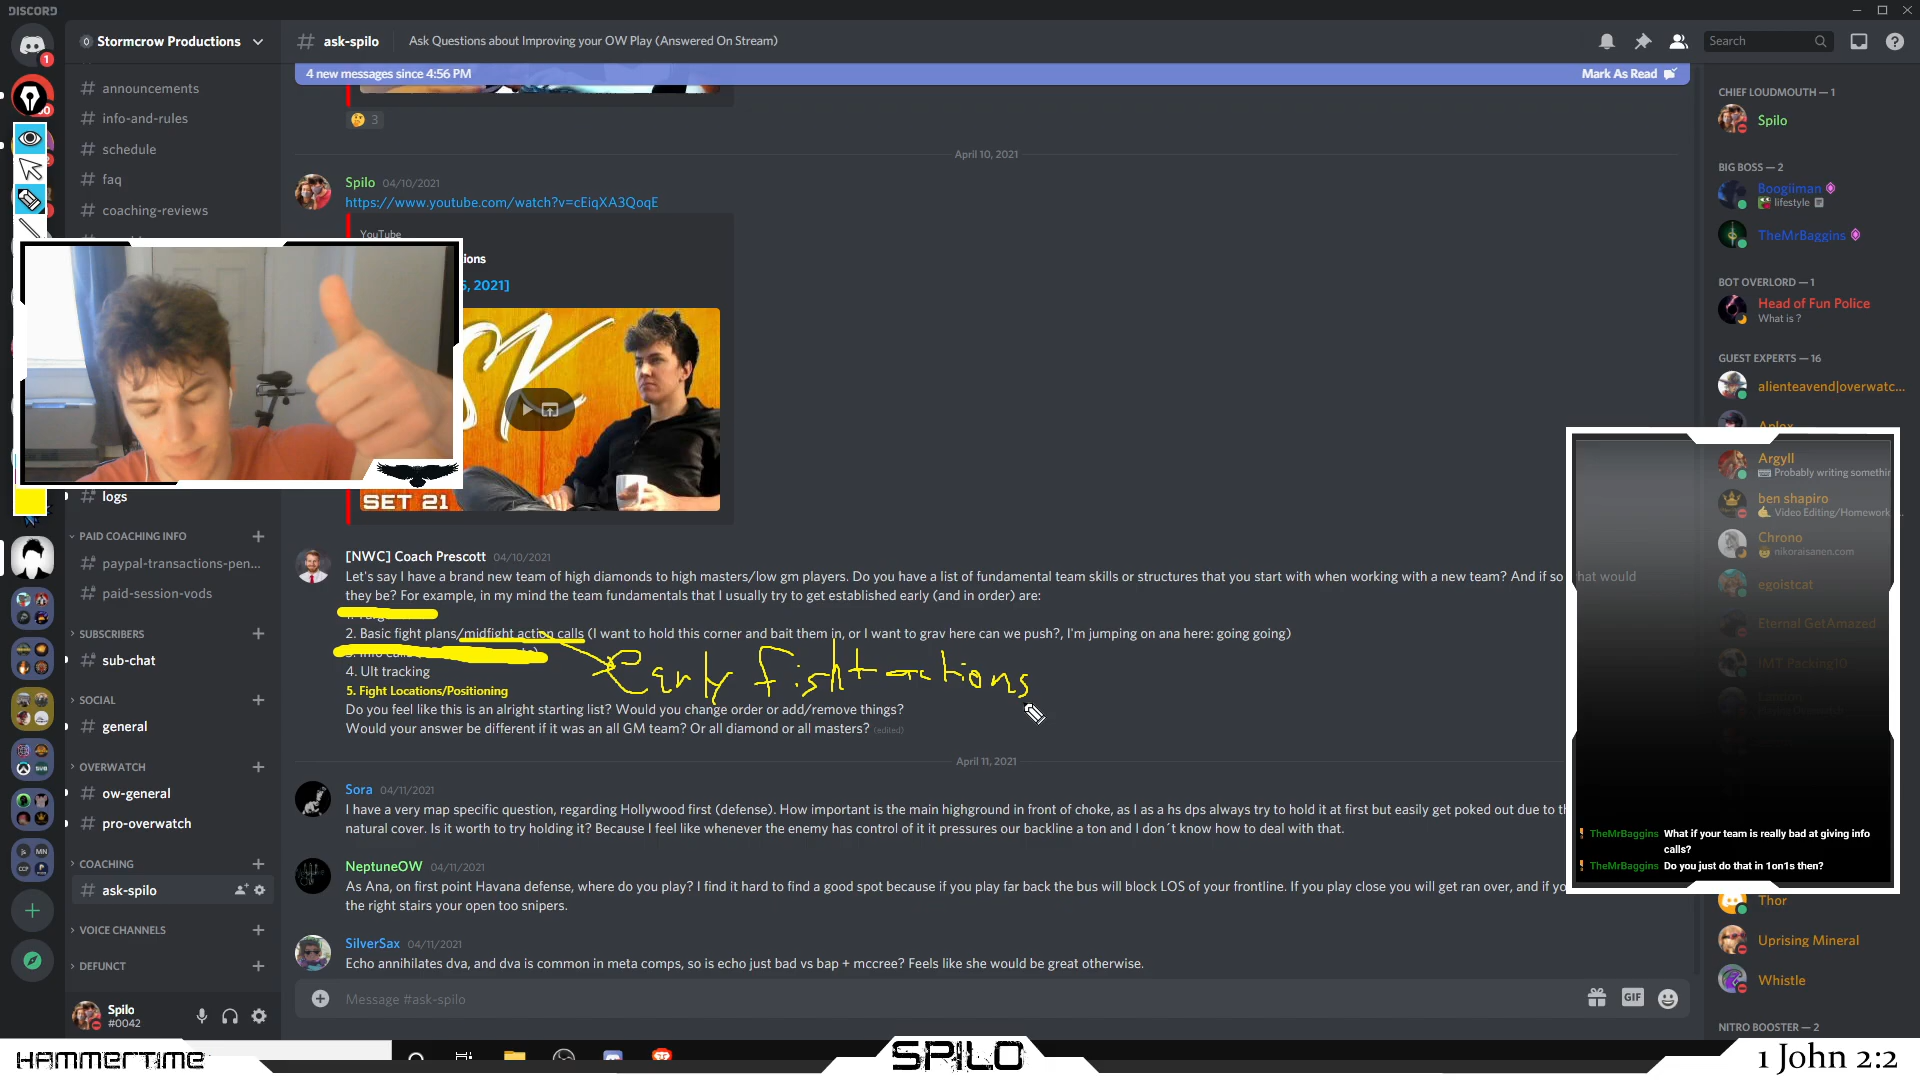 DISCORD
Stormcrow Productions
ask-spilo
Ask Questions about Improving your OW Play (Answered On Stream)
Search
4 new messages since 4:56 PM
Mark As Read
1
announcements
info-and-rules
schedule
faq
coaching-reviews
logs
PAID COACHING INFO
paypal-transactions-pen...
paid-session-vods
SUBSCRIBERS
sub-chat
SOCIAL
general
OVERWATCH
ow-general
pro-overwatch
COACHING
ask-spilo
VOICE CHANNELS
DEFUNCT
Spilo
#0042
3
April 10, 2021
Spilo 04/10/2021
https://www.youtube.com/watch?v=cEiqXA3QoqE
YouTube
ions
, 2021]
SET 21
[NWC] Coach Prescott 04/10/2021
Let's say I have a brand new team of high diamonds to high masters/low gm players. Do you have a list of fundamental team skills or structures that you start with when working with a new team? And if so hat would
they be? For example, in my mind the team fundamentals that I usually try to get established early (and in order) are:
2. Basic fight plans/midfight action calls (I want to hold this corner and bait them in, or I want to grav here can we push?, I'm jumping on ana here: going going)
4. Ult tracking
Early fight actions
5. Fight Locations/Positioning
Do you feel like this is an alright starting list? Would you change order or add/remove things?
Would your answer be different if it was an all GM team? Or all diamond or all masters? (edited)
April 11, 2021
Sora 04/11/2021
I have a very map specific question, regarding Hollywood first (defense). How important is the main highground in front of choke, as I as a hs dps always try to hold it at first but easily get poked out due to th
natural cover. Is it worth to try holding it? Because I feel like whenever the enemy has control of it it pressures our backline a ton and I don´t know how to deal with that.
NeptuneOW 04/11/2021
As Ana, on first point Havana defense, where do you play? I find it hard to find a good spot because if you play far back the bus will block LOS of your frontline. If you play close you will get ran over, and if yo
the right stairs your open too snipers.
SilverSax 04/11/2021
Echo annihilates dva, and dva is common in meta comps, so is echo just bad vs bap + mccree? Feels like she would be great otherwise.
Message #ask-spilo
GIF
CHIEF LOUDMOUTH — 1
Spilo
BIG BOSS — 2
Boogiiman
lifestyle
TheMrBaggins
BOT OVERLORD — 1
Head of Fun Police
What is ?
GUEST EXPERTS — 16
alienteavend|overwatc...
Aplox
Argyll
Probably writing somethin
ben shapiro
Video Editing/Homework
Chrono
nikoraisanen.com
egoistcat
Eternal GetAmazed
JMT Packing10
TheMrBaggins What if your team is really bad at giving info
calls?
TheMrBaggins Do you just do that in 1on1s then?
Thor
Uprising Mineral
Whistle
NITRO BOOSTER — 2
HAMMERTIME
SPILO
1 John 2:2